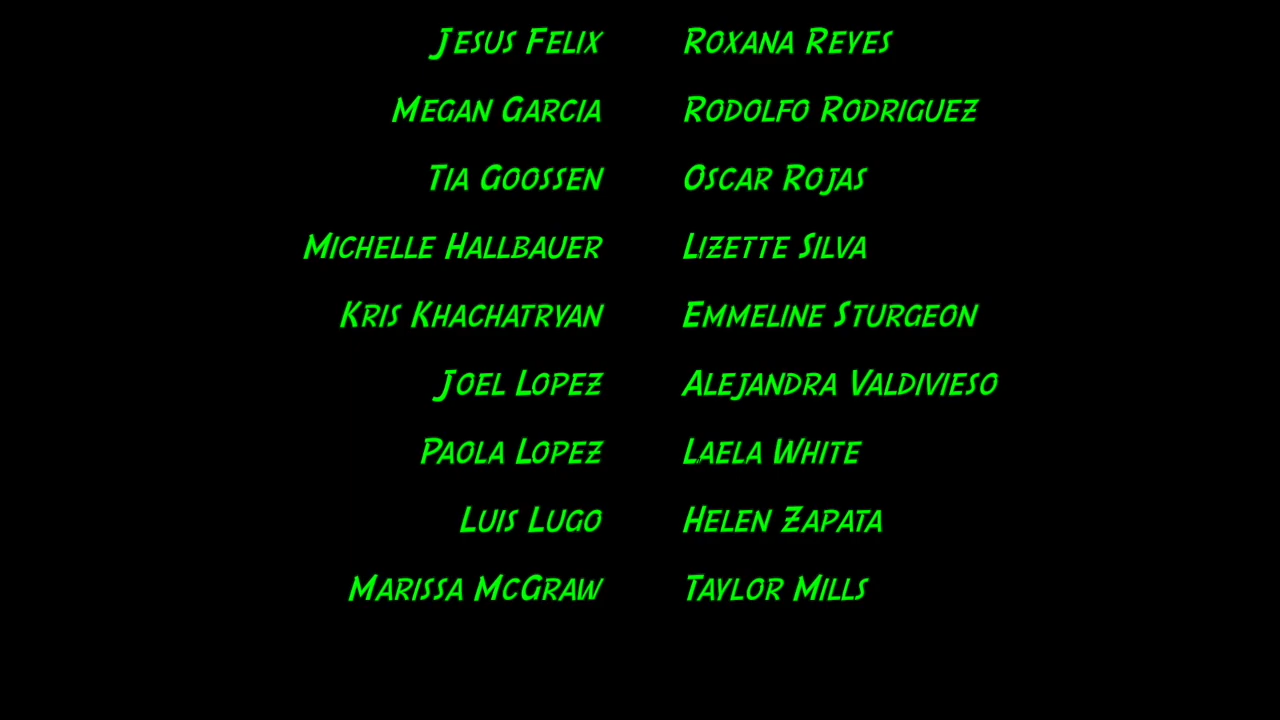 Jesus Felix Roxana Reyes
Megan Garcia Rodolfo Rodriguez
Tia Goossen Oscar Rojas
Michelle Hallbauer Lizette Silva
Kris Khachatryan Emmeline Sturgeon
Joel Lopez Alejandra Valdivieso
Paola Lopez Laela White
Luis Lugo Helen Zapata
Marissa McGraw Taylor Mills